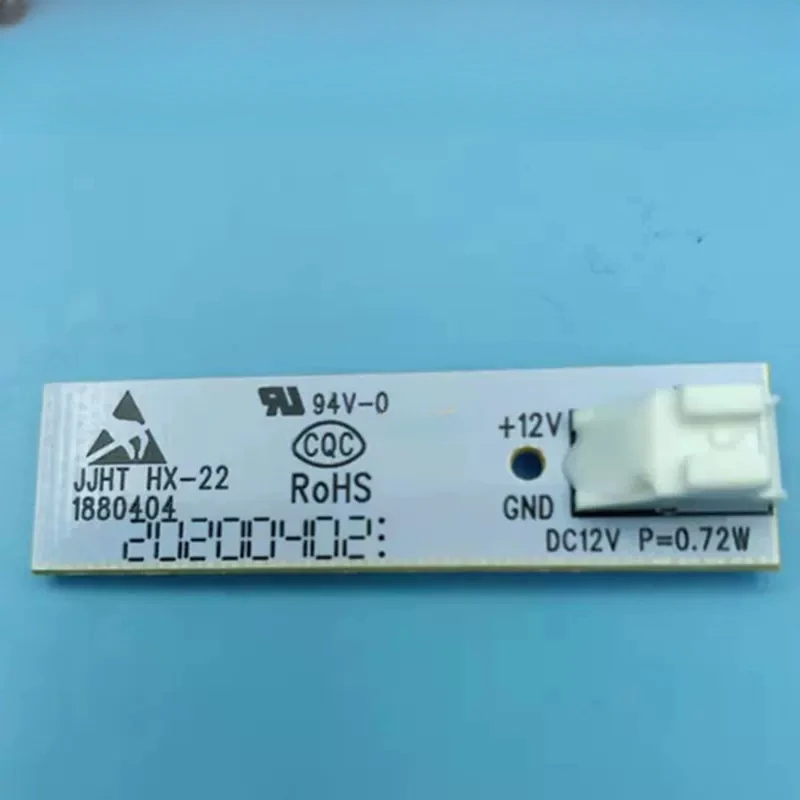 JJHT HX-22
1880404
20200402:
94V-0
CQC
RoHS
+12V
GND
DC12V P=0.72W